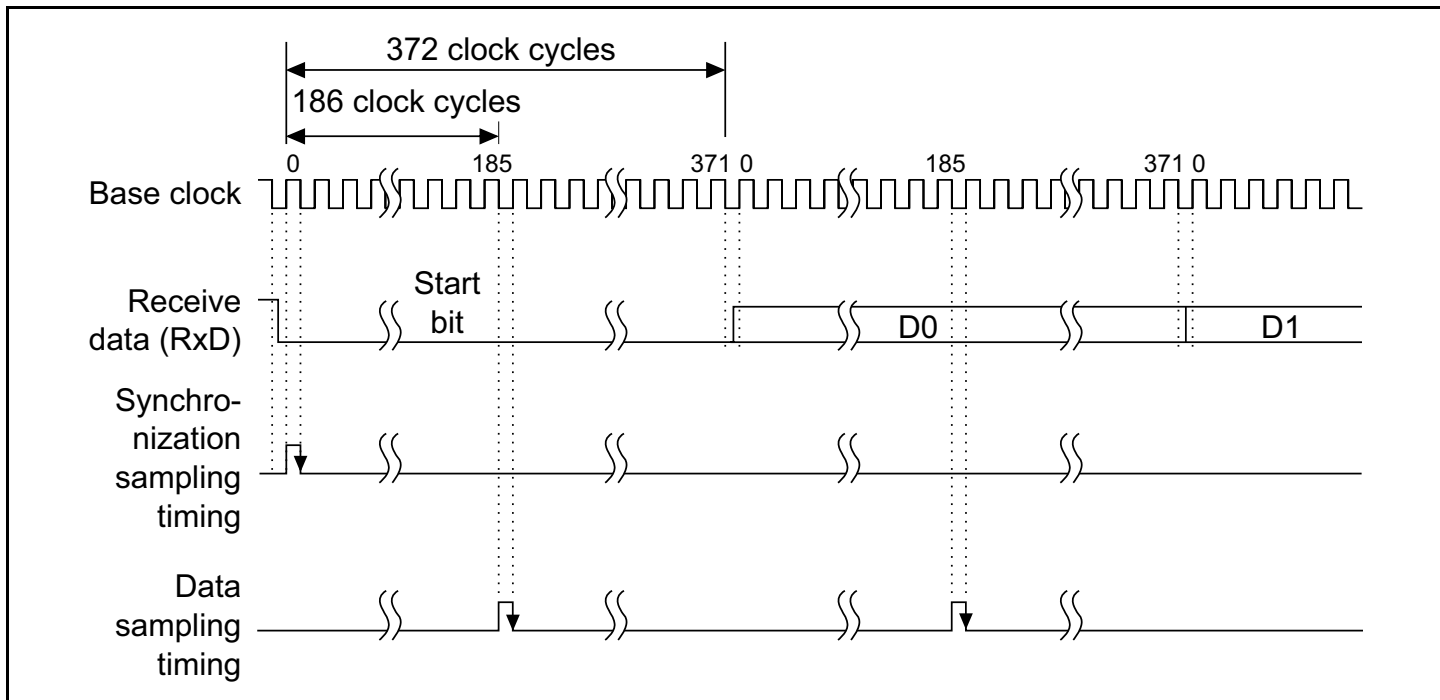 372 clock cycles
186 clock cycles
0 185 371 0 185 371 0
Base clock
Receive
data (RxD)
Start
bit
D0 D1
Synchro-
nization
sampling
timing
Data
sampling
timing